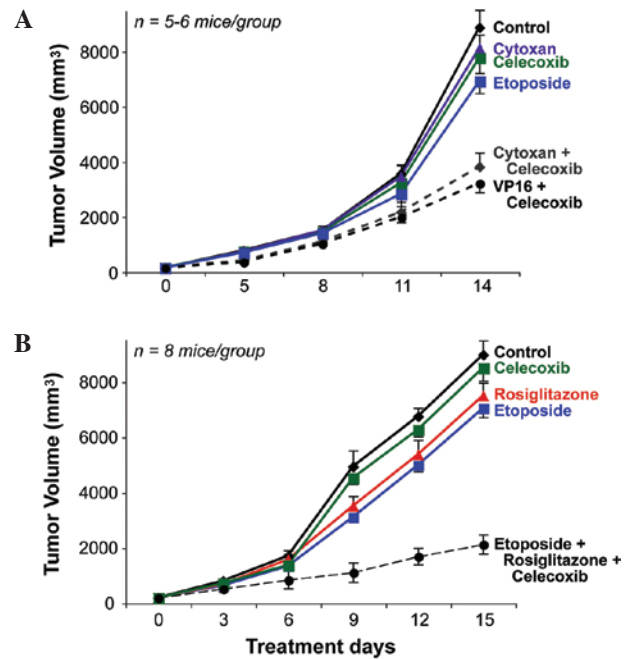 A
n = 5-6 mice/group
Tumor Volume (mm³)
8000
6000
4000
2000
0
0 5 8 11 14
Control
Cytoxan
Celecoxib
Etoposide
Cytoxan +
Celecoxib
VP16 +
Celecoxib
B
n = 8 mice/group
Tumor Volume (mm³)
8000
6000
4000
2000
0
0 3 6 9 12 15
Treatment days
Control
Celecoxib
Rosiglitazone
Etoposide
Etoposide +
Rosiglitazone +
Celecoxib